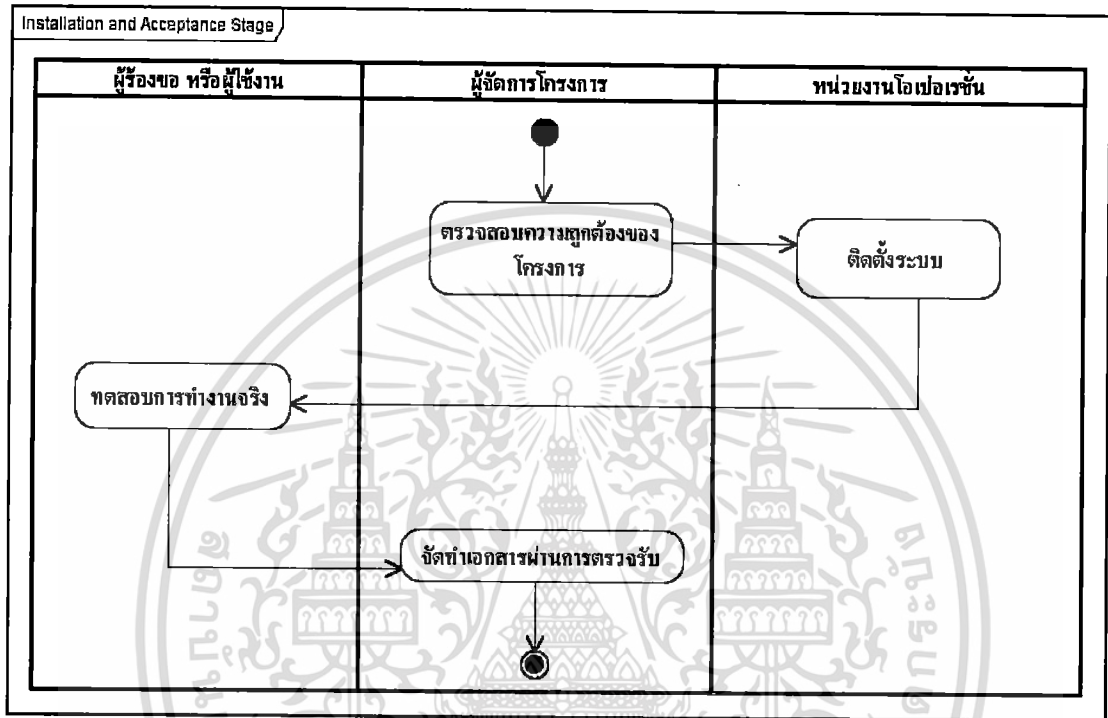 Installation and Acceptance Stage
ผู้ร้องขอ หรือผู้ใช้งาน
ผู้จัดการโครงการ
หน่วยงานโอเปอเรชั่น
ตรวจสอบความถูกต้องของ
โครงการ
ติดตั้งระบบ
ทดสอบการทำงานจริง
จัดทำเอกสารผ่านการตรวจรับ